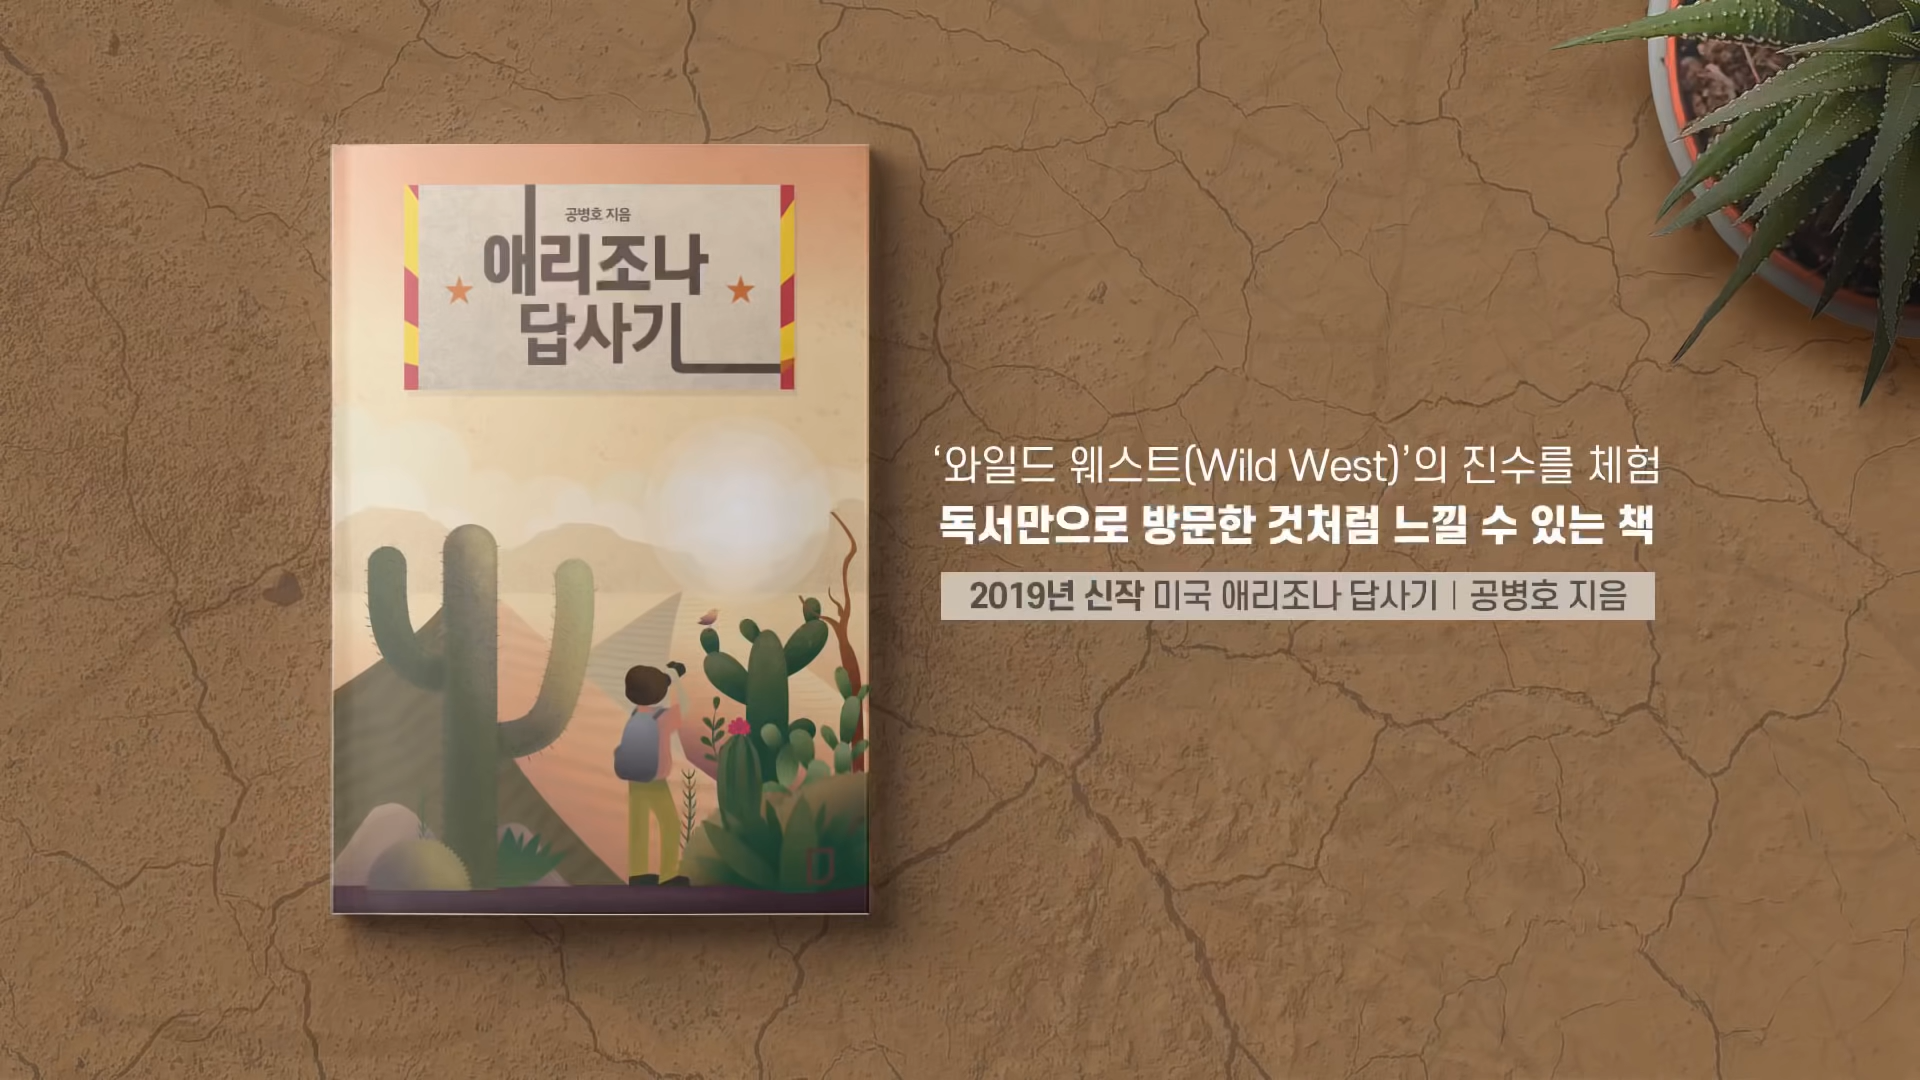 공병호 지음
애리조나
답사기
‘와일드 웨스트(Wild West)’의 진수를 체험
독서만으로 방문한 것처럼 느낄 수 있는 책
2019년 신작 미국 애리조나 답사기 | 공병호 지음